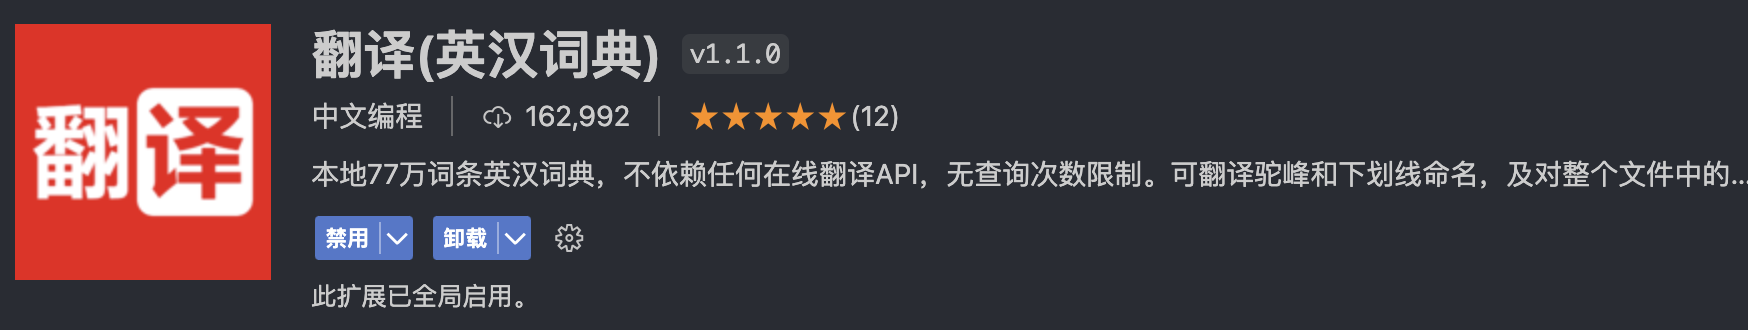 翻译
翻译(英汉词典) v1.1.0
中文编程 162,992 ★★★★★(12)
本地77万词条英汉词典，不依赖任何在线翻译API，无查询次数限制。可翻译驼峰和下划线命名，及对整个文件中的...
禁用 卸载
此扩展已全局启用。